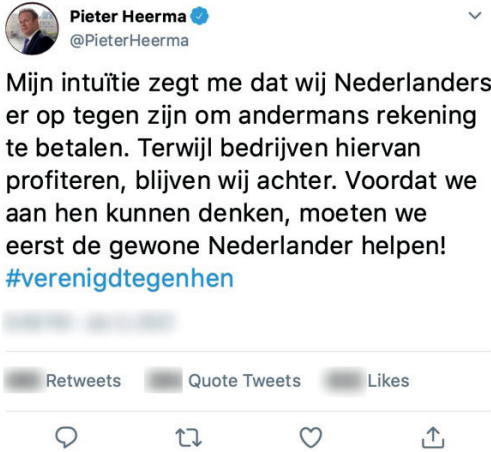 Pieter Heerma
@PieterHeerma
Mijn intuïtie zegt me dat wij Nederlanders
er op tegen zijn om andermans rekening
te betalen. Terwijl bedrijven hiervan
profiteren, blijven wij achter. Voordat we
aan hen kunnen denken, moeten we
eerst de gewone Nederlander helpen!
#verenigdtegenhen
Retweets Quote Tweets Likes